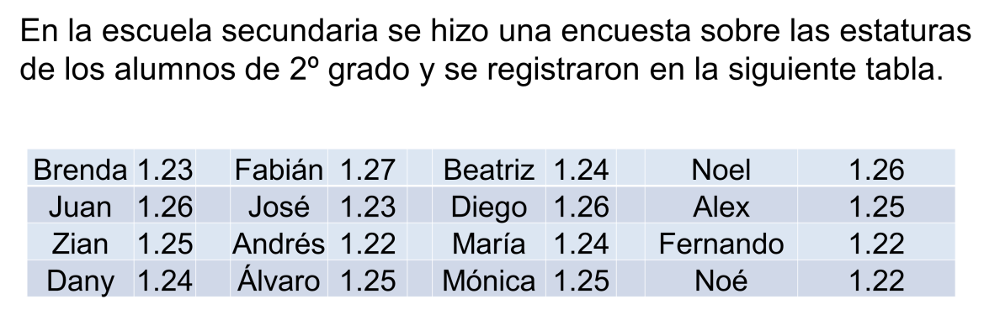 En la escuela secundaria se hizo una encuesta sobre las estaturas
de los alumnos de 2º grado y se registraron en la siguiente tabla.
Brenda 1.23 Fabián 1.27 Beatriz 1.24 Noel 1.26
Juan 1.26 José 1.23 Diego 1.26 Alex 1.25
Zian 1.25 Andrés 1.22 María 1.24 Fernando 1.22
Dany 1.24 Álvaro 1.25 Mónica 1.25 Noé 1.22